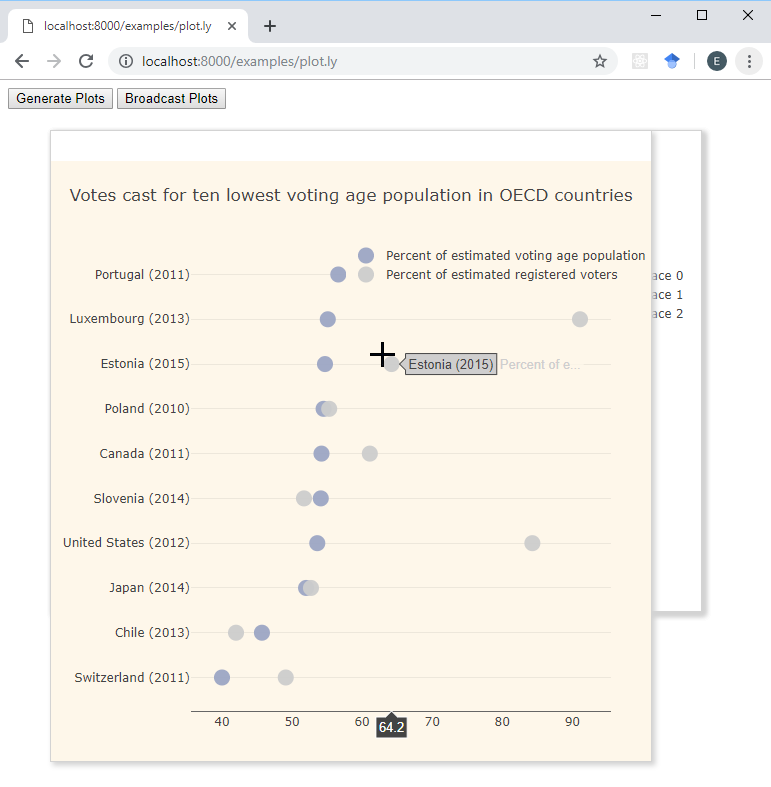 localhost:8000/examples/plot.ly
localhost:8000/examples/plot.ly
E
Generate Plots Broadcast Plots
Votes cast for ten lowest voting age population in OECD countries
Percent of estimated voting age population
Portugal (2011) Percent of estimated registered voters
ace 0
ace 1
ace 2
Luxembourg (2013)
Estonia (2015) Estonia (2015) Percent of e...
Poland (2010)
Canada (2011)
Slovenia (2014)
United States (2012)
Japan (2014)
Chile (2013)
Switzerland (2011)
40 50 60 70 80 90
64.2